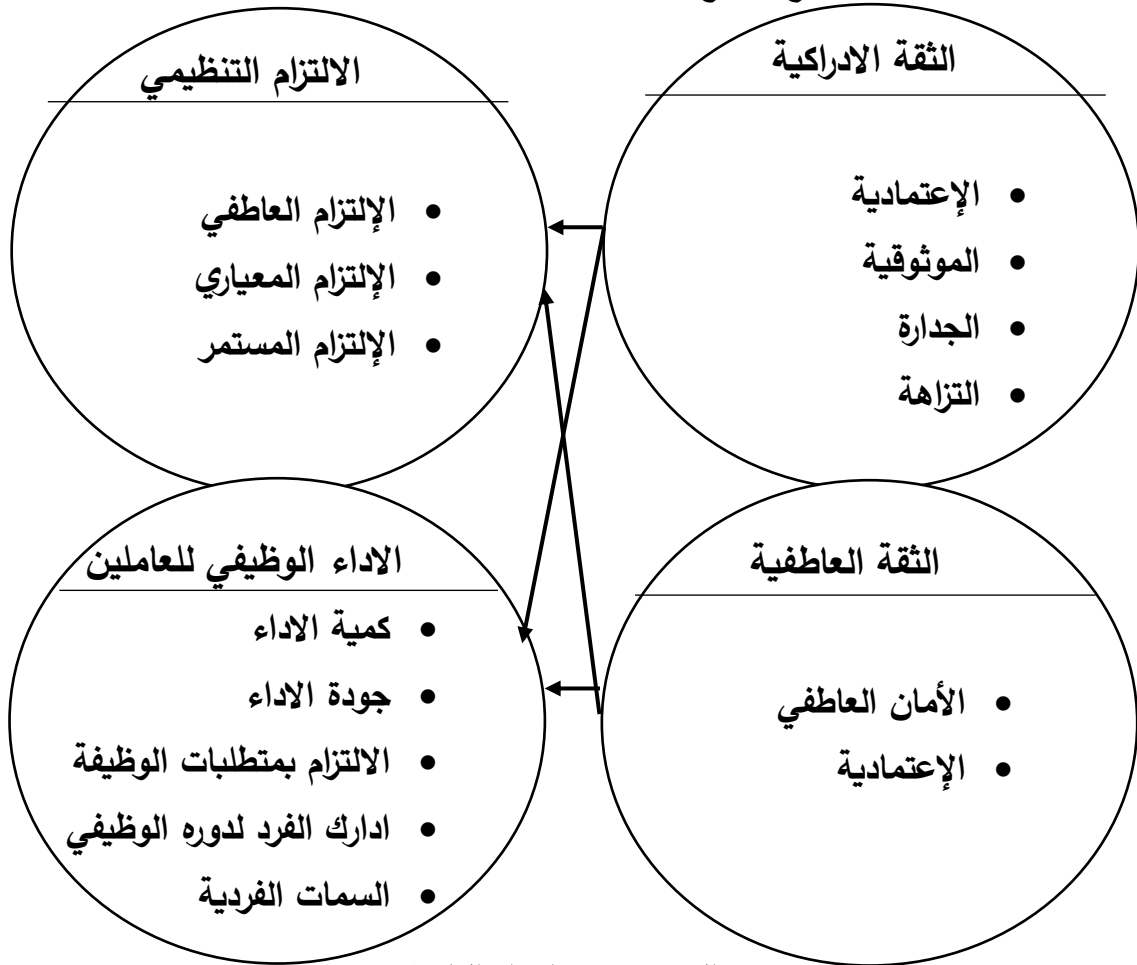 الثقة الادراكية
• الإعتمادية
• الموثوقية
• الجدارة
• التزاهة
الالتزام التنظيمي
• الإلتزام العاطفي
• الإلتزام المعياري
• الإلتزام المستمر
الثقة العاطفية
• الأمان العاطفي
• الإعتمادية
الاداء الوظيفي للعاملين
• كمية الاداء
• جودة الاداء
• الالتزام بمتطلبات الوظيفة
• ادارك الفرد لدوره الوظيفي
• السمات الفردية